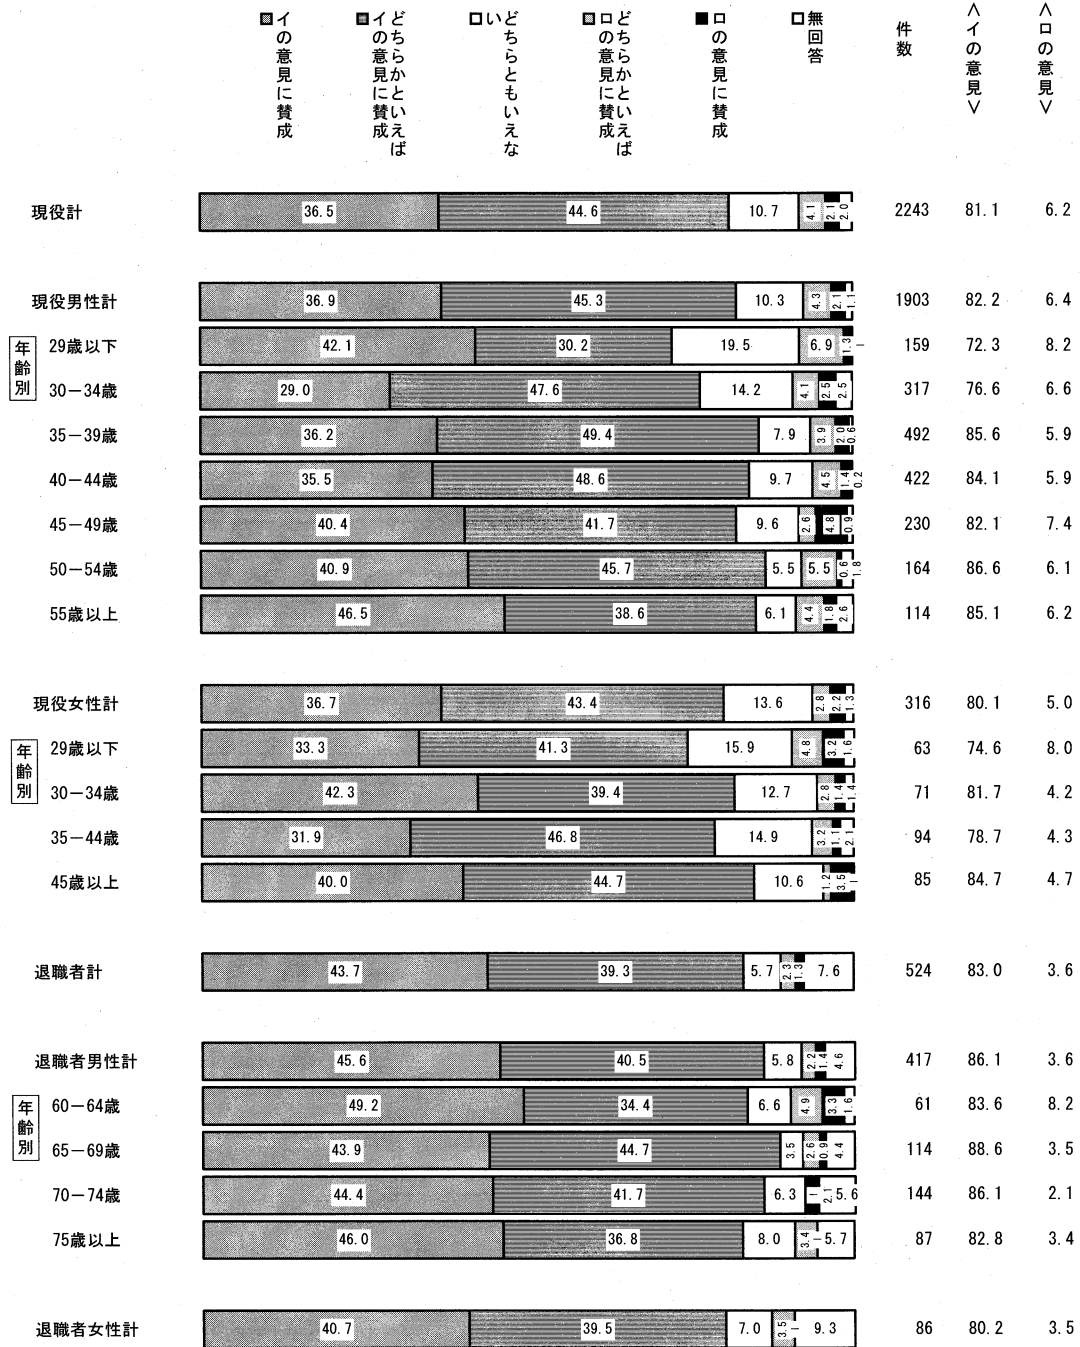 イの意見に賛成
どちらかといえば
イの意見に賛成
どちらともいえな
い
どちらかといえば
ロの意見に賛成
ロの意見に賛成
無回答
件数
＜イの意見＞
＜ロの意見＞
現役計 36.5 44.6 10.7 4.1 2.1 2.0 2243 81.1 6.2
現役男性計 36.9 45.3 10.3 4.3 2.1 1.1 1903 82.2 6.4
年齢別
29歳以下 42.1 30.2 19.5 6.9 1.3 － 159 72.3 8.2
30－34歳 29.0 47.6 14.2 4.1 2.5 2.5 317 76.6 6.6
35－39歳 36.2 49.4 7.9 3.9 2.0 0.6 492 85.6 5.9
40－44歳 35.5 48.6 9.7 4.5 1.4 0.2 422 84.1 5.9
45－49歳 40.4 41.7 9.6 2.6 4.8 0.9 230 82.1 7.4
50－54歳 40.9 45.7 5.5 5.5 0.6 1.8 164 86.6 6.1
55歳以上 46.5 38.6 6.1 4.4 1.8 2.6 114 85.1 6.2
現役女性計 36.7 43.4 13.6 2.8 2.2 1.3 316 80.1 5.0
年齢別
29歳以下 33.3 41.3 15.9 4.8 3.2 1.6 63 74.6 8.0
30－34歳 42.3 39.4 12.7 2.8 1.4 1.4 71 81.7 4.2
35－44歳 31.9 46.8 14.9 3.2 1.1 2.1 94 78.7 4.3
45歳以上 40.0 44.7 10.6 1.2 3.5 － 85 84.7 4.7
退職者計 43.7 39.3 5.7 2.3 1.3 7.6 524 83.0 3.6
退職者男性計 45.6 40.5 5.8 2.2 1.4 4.6 417 86.1 3.6
年齢別
60－64歳 49.2 34.4 6.6 4.9 3.3 1.6 61 83.6 8.2
65－69歳 43.9 44.7 3.5 2.6 0.9 4.4 114 88.6 3.5
70－74歳 44.4 41.7 6.3 － 2.1 5.6 144 86.1 2.1
75歳以上 46.0 36.8 8.0 3.4 － 5.7 87 82.8 3.4
退職者女性計 40.7 39.5 7.0 3.5 － 9.3 86 80.2 3.5